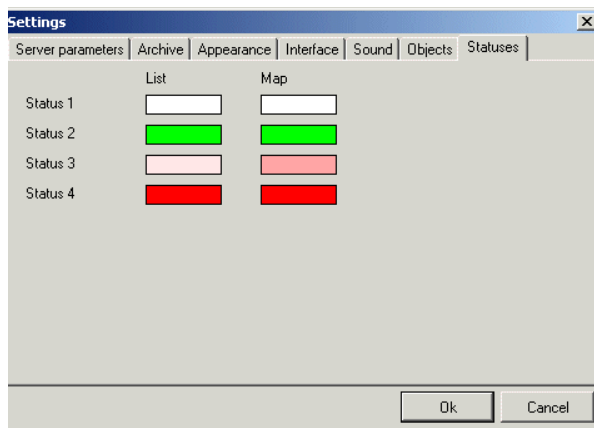 Settings
Server parameters Archive Appearance Interface Sound Objects Statuses
List Map
Status 1
Status 2
Status 3
Status 4
Ok Cancel